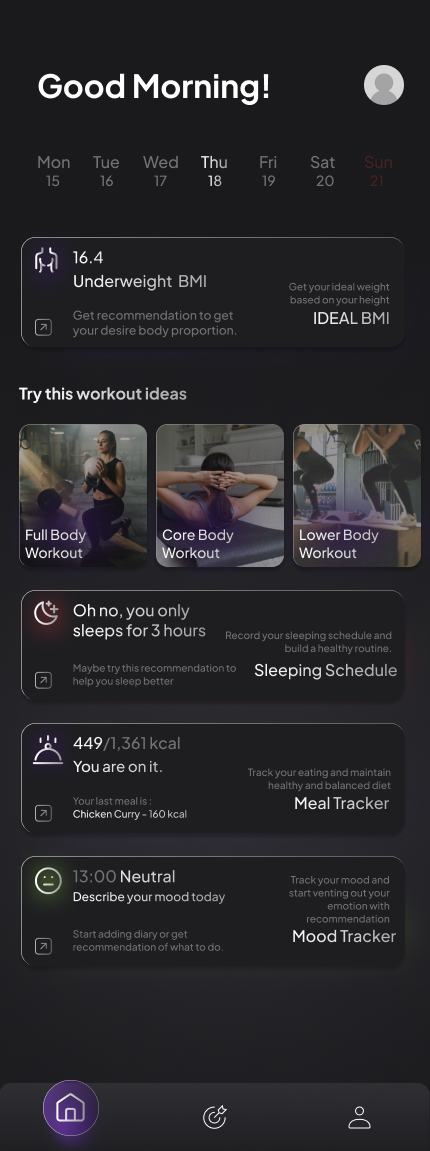 Good Morning!
Mon Tue Wed Thu Fri Sat Sun
15 16 17 18 19 20 21
16.4
Underweight BMI
Get recommendation to get
your desire body proportion.
Get your ideal weight
based on your height
IDEAL BMI
Try this workout ideas
Full Body
Workout
Core Body
Workout
Lower Body
Workout
Oh no, you only
sleeps for 3 hours
Maybe try this recommendation to
help you sleep better
Record your sleeping schedule and
build a healthy routine.
Sleeping Schedule
449/1,361 kcal
You are on it.
Your last meal is :
Chicken Curry - 160 kcal
Track your eating and maintain
healthy and balanced diet
Meal Tracker
13:00 Neutral
Describe your mood today
Start adding diary or get
recommendation of what to do.
Track your mood and
start venting out your
emotion with
recommendation
Mood Tracker